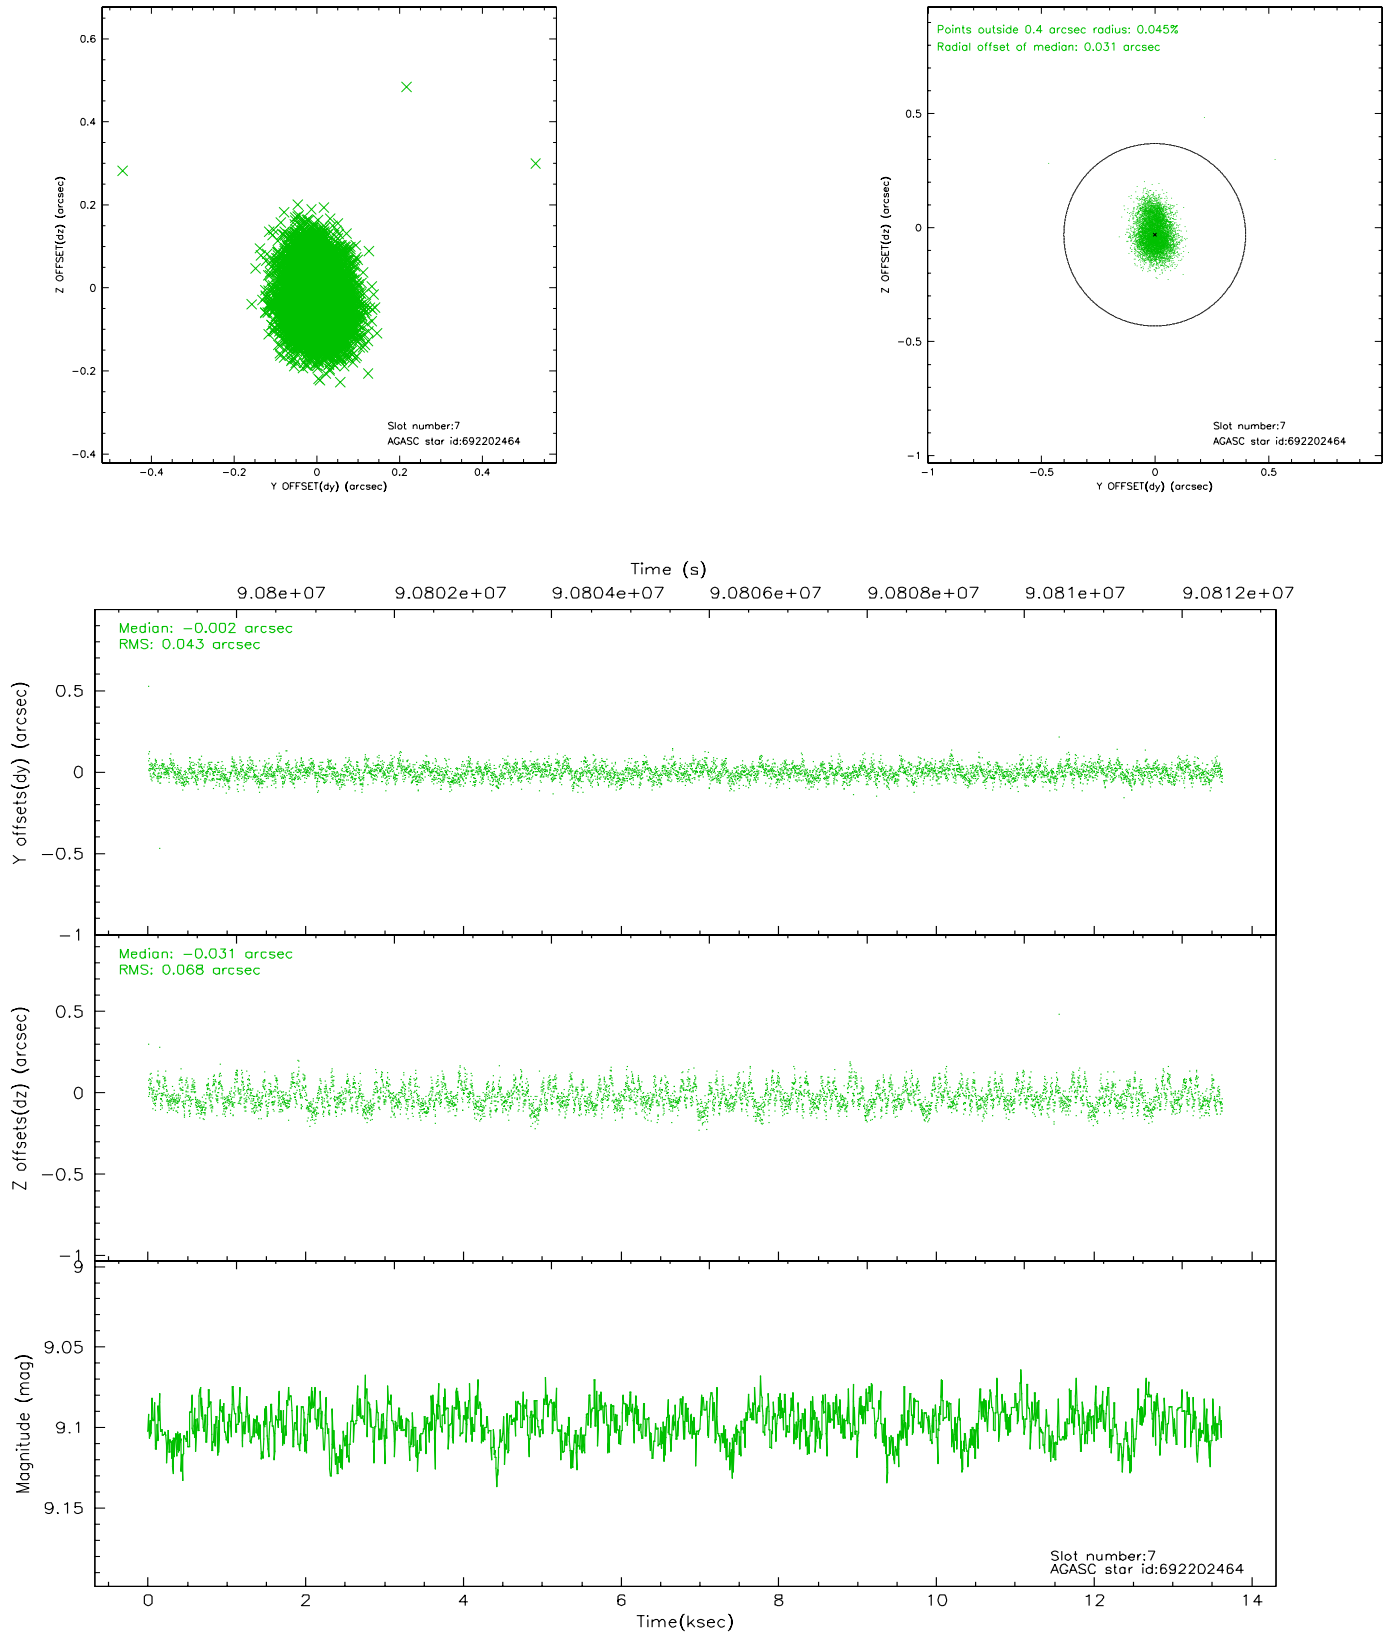 0.6
0.4
0.2
0
−0.2
−0.4
−0.4
−0.2
0
0.2
0.4
Z OFFSET(dz) (arcsec)
Y OFFSET(dy) (arcsec)
Slot number:7
AGASC star id:692202464
Points outside 0.4 arcsec radius: 0.045%
Radial offset of median: 0.031 arcsec
0.5
0
−0.5
−1
−1
−0.5
0
0.5
Z OFFSET(dz) (arcsec)
Y OFFSET(dy) (arcsec)
Slot number:7
AGASC star id:692202464
Time (s)
9.08e+07
9.0802e+07
9.0804e+07
9.0806e+07
9.0808e+07
9.081e+07
9.0812e+07
Median: −0.002 arcsec
RMS: 0.043 arcsec
0.5
0
−0.5
−1
Y offsets(dy) (arcsec)
Median: −0.031 arcsec
RMS: 0.068 arcsec
0.5
0
−0.5
−1
Z offsets(dz) (arcsec)
9
9.05
9.1
9.15
Magnitude (mag)
Slot number:7
AGASC star id:692202464
0
2
4
6
8
10
12
14
Time(ksec)